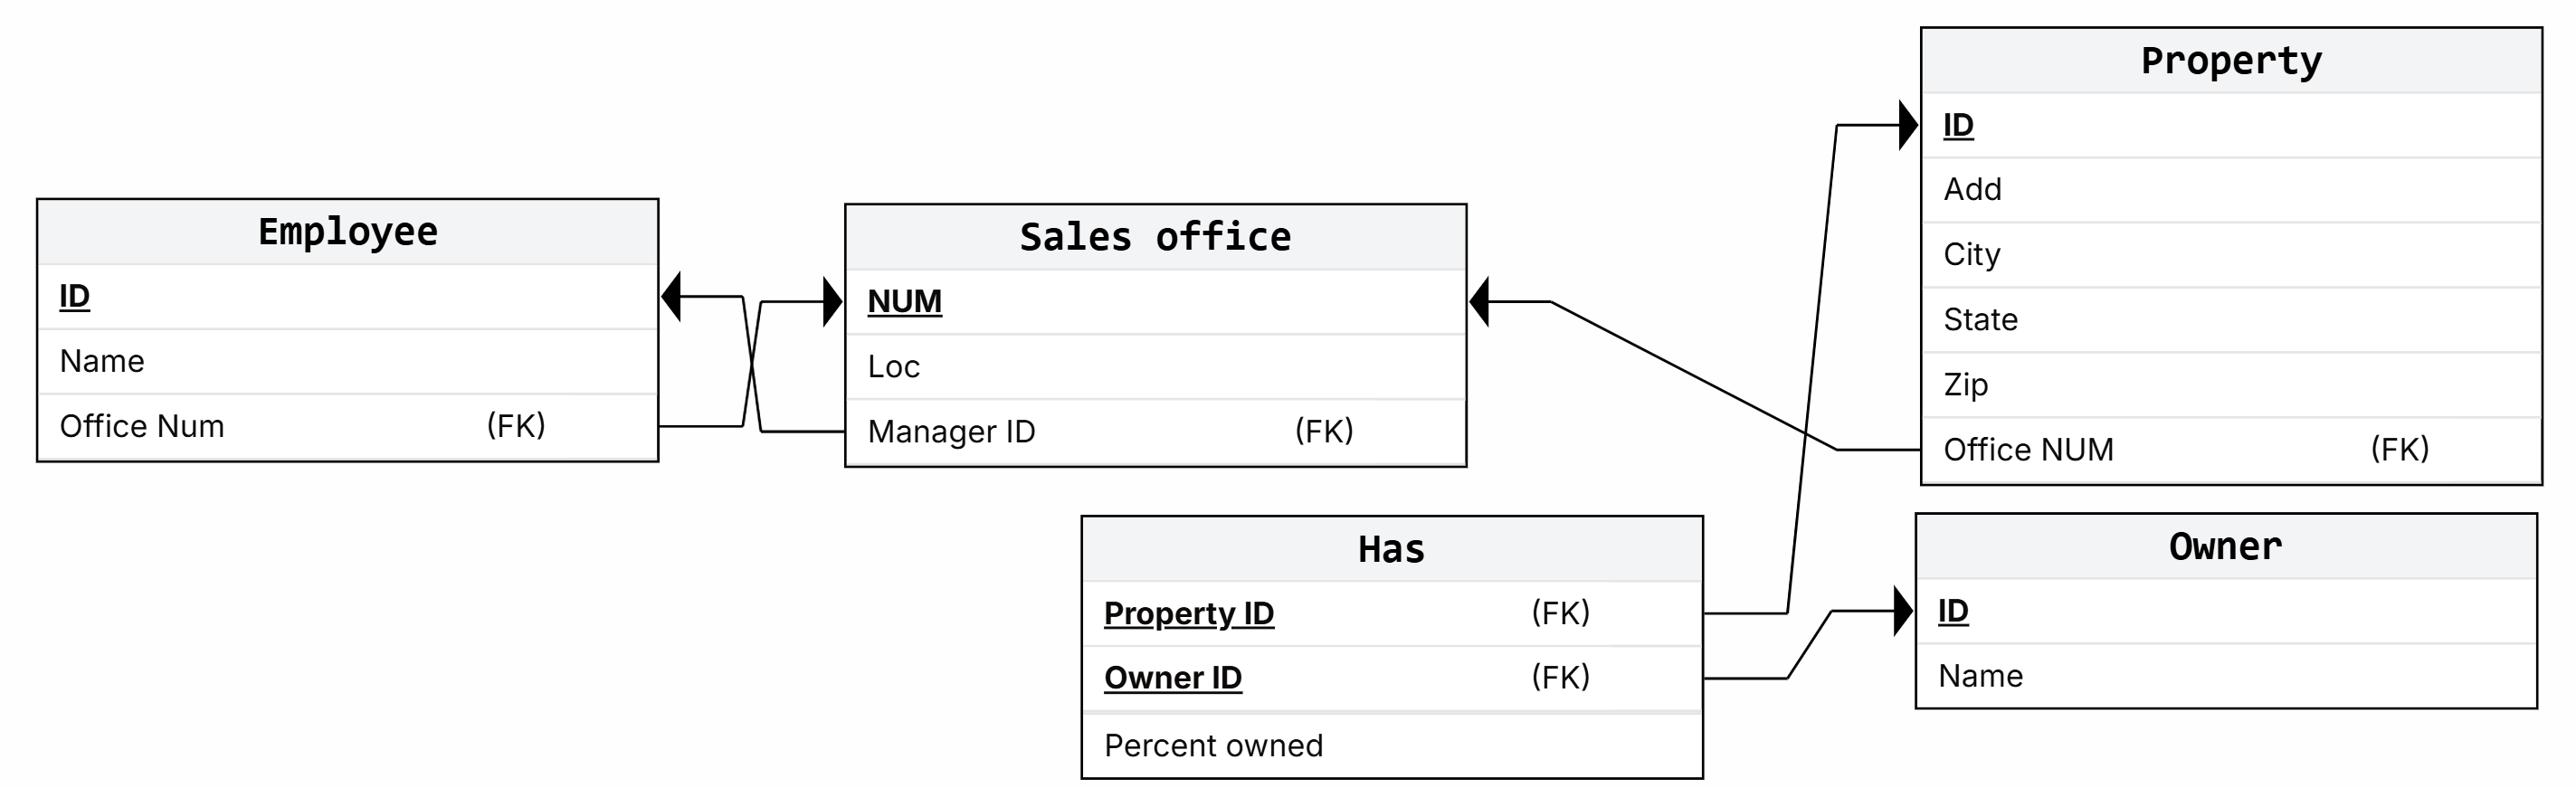 Employee
ID
Name
Office Num (FK)
Sales office
NUM
Loc
Manager ID (FK)
Property
ID
Add
City
State
Zip
Office NUM (FK)
Has
Property ID (FK)
Owner ID (FK)
Percent owned
Owner
ID
Name